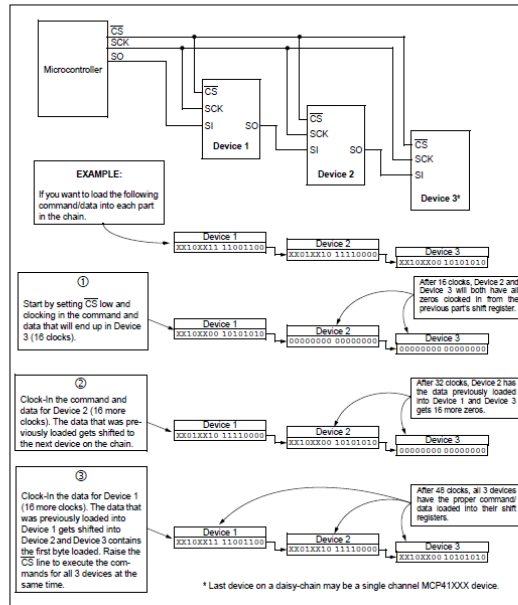 CS
SCK
SO
Microcontroller
CS
SCK
SI SO
Device 1
CS
SCK
SI SO
Device 2
CS
SCK
SI
Device 3*
EXAMPLE:
If you want to load the following
command/data into each part
in the chain.
Device 1
XX10XX11 11001100
Device 2
XX01XX10 11110000
Device 3
XX10XX00 10101010
①
Start by setting CS low and
clocking in the command and
data that will end up in Device
3 (16 clocks).
Device 1
XX10XX00 10101010
Device 2
00000000 00000000
Device 3
00000000 00000000
After 16 clocks, Device 2 and
Device 3 will both have all
zeros clocked in from the
previous part's shift register.
②
Clock-In the command and
data for Device 2 (16 more
clocks). The data that was pre-
viously loaded gets shifted to
the next device on the chain.
Device 1
XX01XX10 11110000
Device 2
XX10XX00 10101010
Device 3
00000000 00000000
After 32 clocks, Device 2 has
the data previously loaded
into Device 1 and Device 3
gets 16 more zeros.
③
Clock-In the data for Device 1
(16 more clocks). The data that
was previously loaded into
Device 1 gets shifted into
Device 2 and Device 3 contains
the first byte loaded. Raise the
CS line to execute the com-
mands for all 3 devices at the
same time.
Device 1
XX10XX11 11001100
Device 2
XX01XX10 11110000
Device 3
XX10XX00 10101010
After 48 clocks, all 3 devices
have the proper command/
data loaded into their shift
registers.
* Last device on a daisy-chain may be a single channel MCP41XXX device.